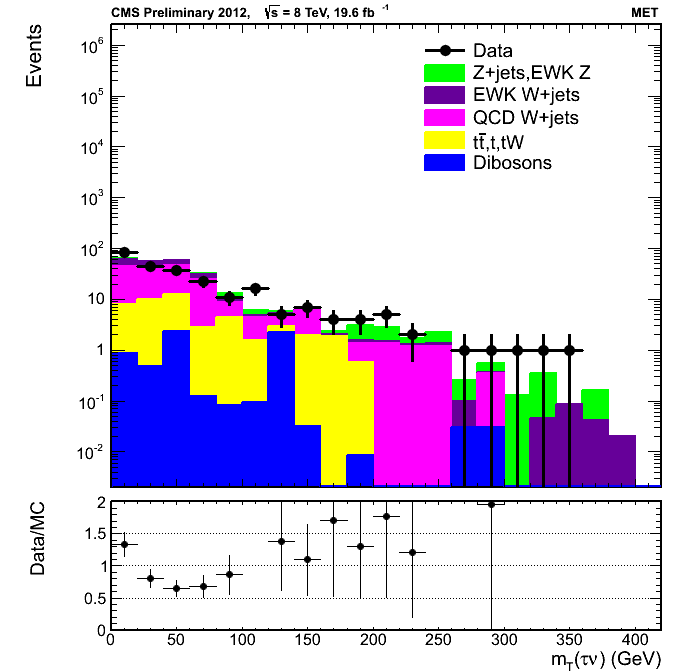 CMS Preliminary 2012, √s = 8 TeV, 19.6 fb⁻¹ MET
Events
10⁶
10⁵
10⁴
10³
10²
10
1
10⁻¹
10⁻²
Data
Z+jets,EWK Z
EWK W+jets
QCD W+jets
tt̄,t,tW
Dibosons
Data/MC
2
1.5
1
0.5
0
0 50 100 150 200 250 300 350 400
m_T(τν) (GeV)